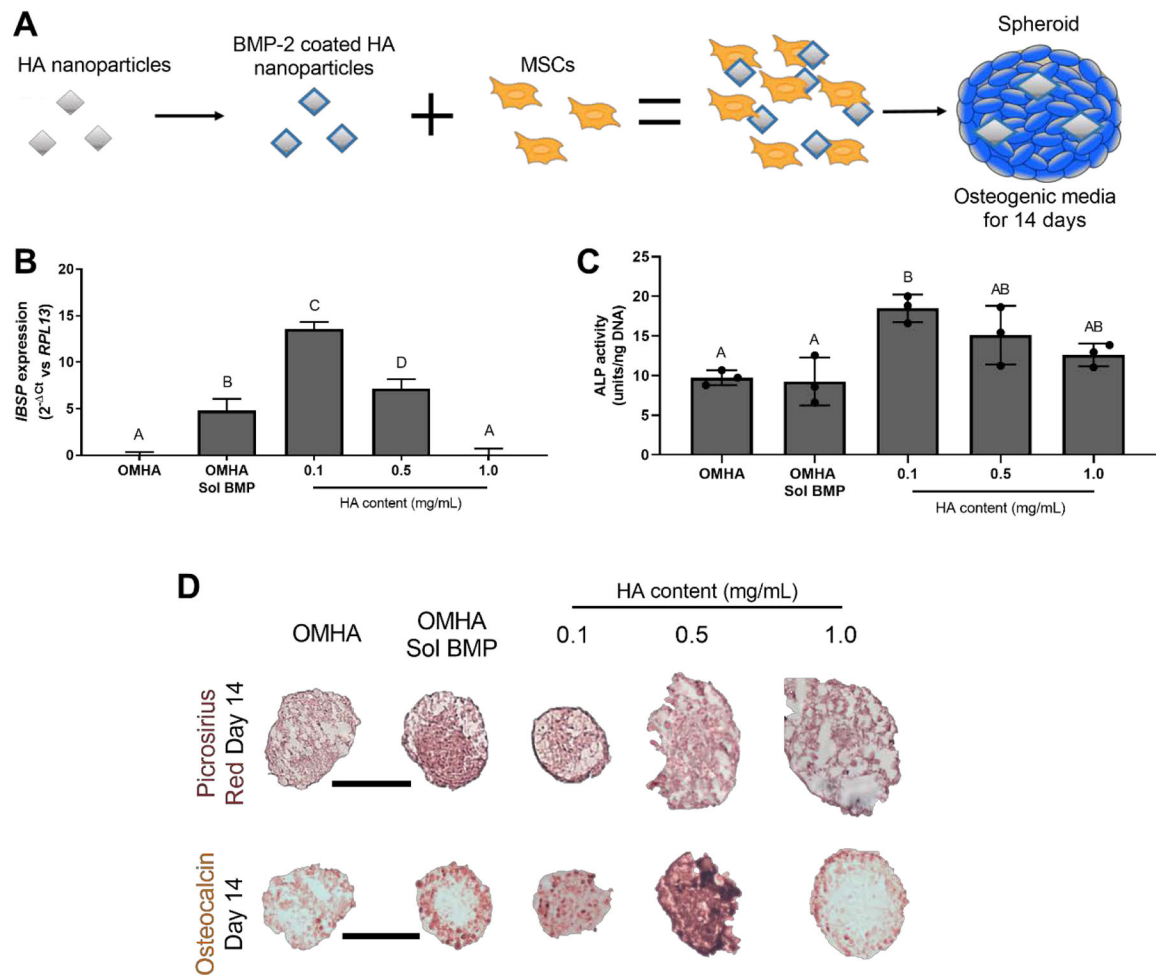 A
HA nanoparticles
BMP-2 coated HA
nanoparticles
MSCs
Spheroid
Osteogenic media
for 14 days
B
IBSP expression
(2^-ΔCt vs RPL13)
20
15
10
5
0
A
B
C
D
A
OMHA
OMHA
Sol BMP
0.1
0.5
1.0
HA content (mg/mL)
C
ALP activity
(units/ng DNA)
25
20
15
10
5
0
A
A
B
AB
AB
OMHA
OMHA
Sol BMP
0.1
0.5
1.0
HA content (mg/mL)
D
HA content (mg/mL)
OMHA
OMHA
Sol BMP
0.1
0.5
1.0
Picrosirius
Red Day 14
Osteocalcin
Day 14